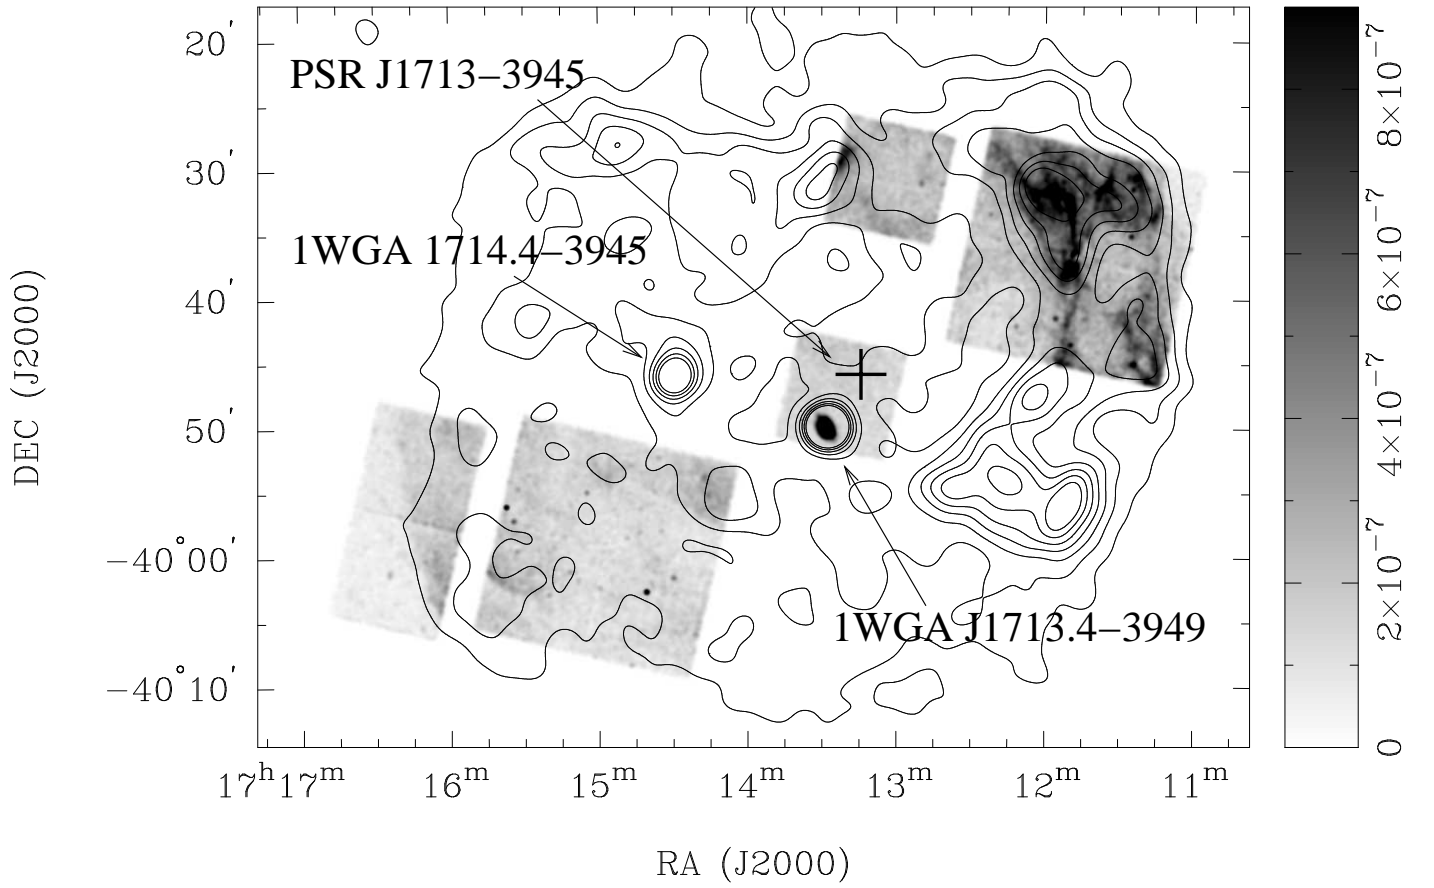 PSR J1713−3945
1WGA 1714.4−3945
1WGA J1713.4−3949
20′
30′
40′
50′
−40°00′
−40°10′
DEC (J2000)
17ʰ17ᵐ 16ᵐ 15ᵐ 14ᵐ 13ᵐ 12ᵐ 11ᵐ
RA (J2000)
8×10⁻⁷
6×10⁻⁷
4×10⁻⁷
2×10⁻⁷
0